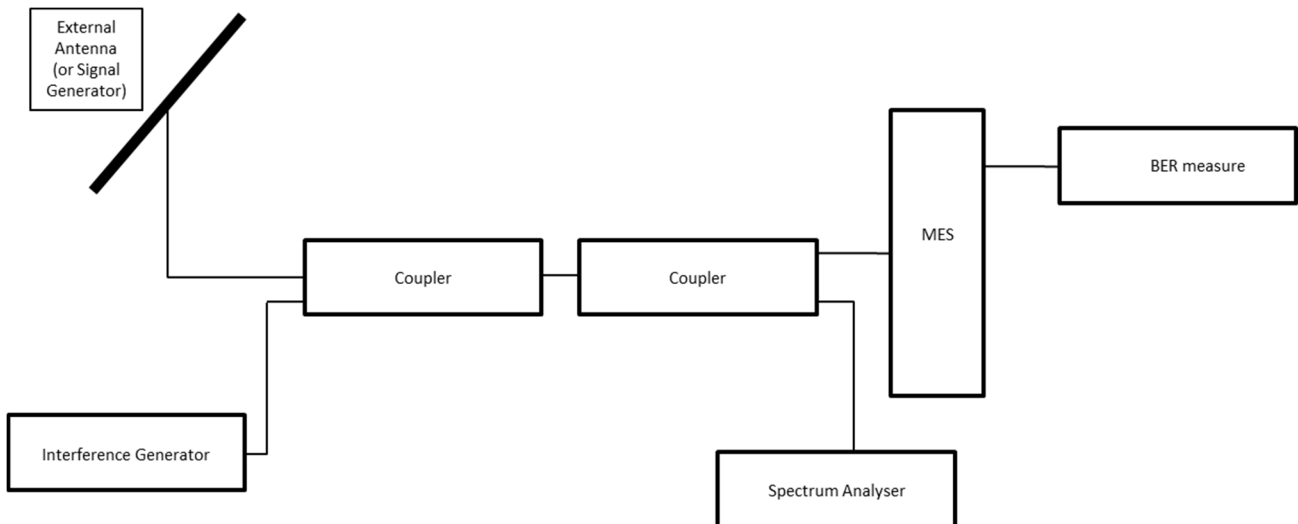 External
Antenna
(or Signal
Generator)
BER measure
MES
Coupler
Coupler
Interference Generator
Spectrum Analyser